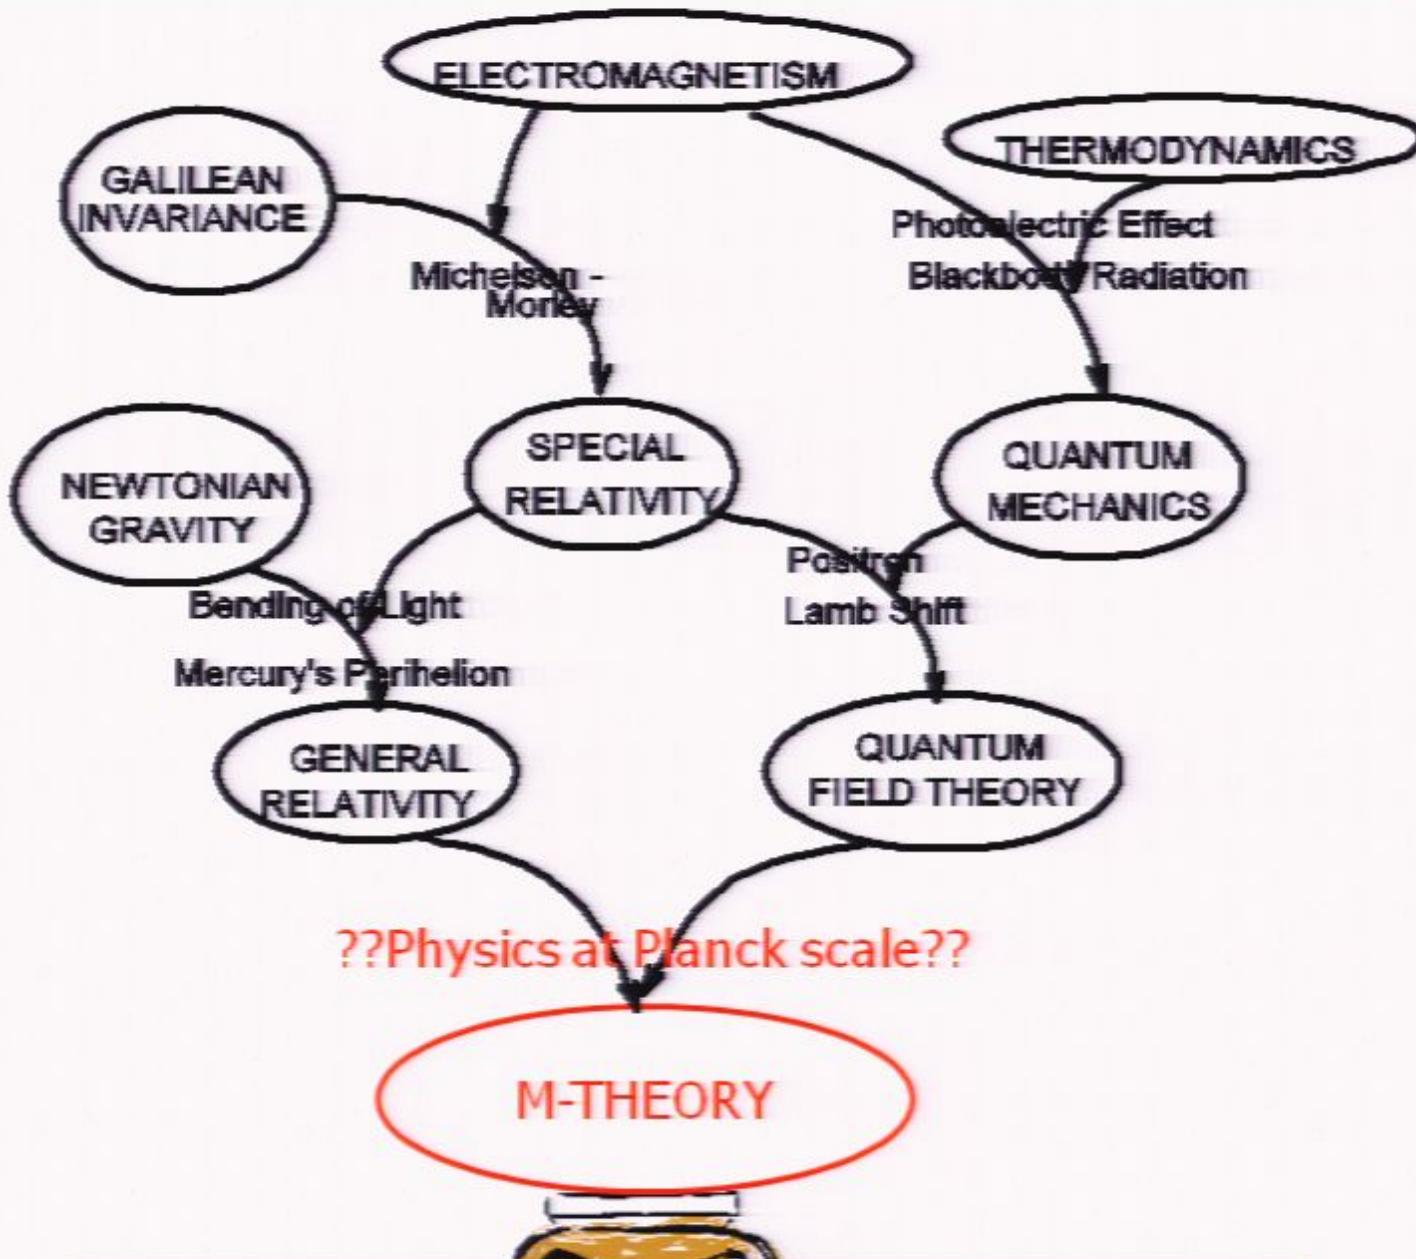 ELECTROMAGNETISM
THERMODYNAMICS
GALILEAN
INVARIANCE
Photoelectric Effect
Blackbody Radiation
Michelson -
Morley
SPECIAL
RELATIVITY
QUANTUM
MECHANICS
NEWTONIAN
GRAVITY
Positron
Lamb Shift
Bending of Light
Mercury's Perihelion
GENERAL
RELATIVITY
QUANTUM
FIELD THEORY
??Physics at Planck scale??
M-THEORY